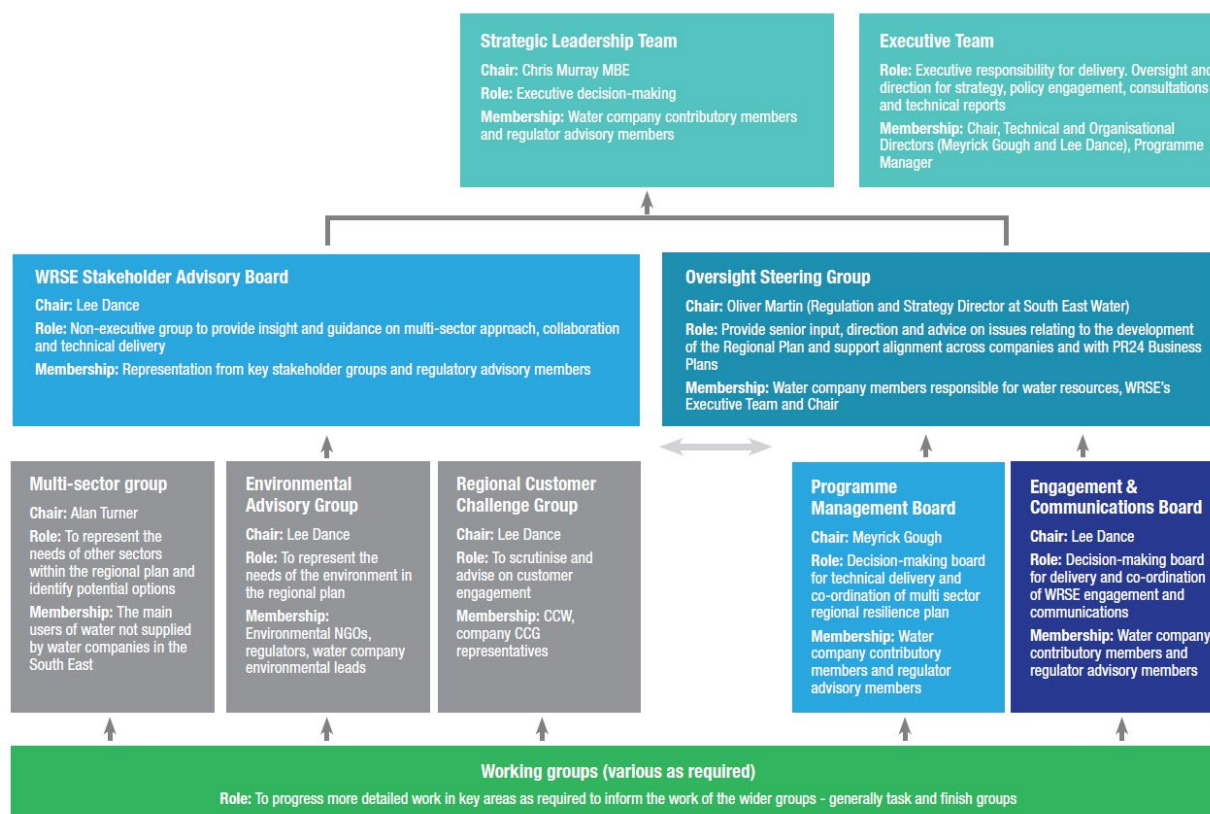 Strategic Leadership Team
Chair: Chris Murray MBE
Role: Executive decision-making
Membership: Water company contributory members
and regulator advisory members
Executive Team
Role: Executive responsibility for delivery. Oversight and
direction for strategy, policy engagement, consultations
and technical reports
Membership: Chair, Technical and Organisational
Directors (Meyrick Gough and Lee Dance), Programme
Manager
WRSE Stakeholder Advisory Board
Chair: Lee Dance
Role: Non-executive group to provide insight and guidance on multi-sector approach, collaboration
and technical delivery
Membership: Representation from key stakeholder groups and regulatory advisory members
Oversight Steering Group
Chair: Oliver Martin (Regulation and Strategy Director at South East Water)
Role: Provide senior input, direction and advice on issues relating to the development
of the Regional Plan and support alignment across companies and with PR24 Business
Plans
Membership: Water company members responsible for water resources, WRSE's
Executive Team and Chair
Multi-sector group
Chair: Alan Turner
Role: To represent the
needs of other sectors
within the regional plan and
identify potential options
Membership: The main
users of water not supplied
by water companies in the
South East
Environmental
Advisory Group
Chair: Lee Dance
Role: To represent the
needs of the environment in
the regional plan
Membership:
Environmental NGOs,
regulators, water company
environmental leads
Regional Customer
Challenge Group
Chair: Lee Dance
Role: To scrutinise and
advise on customer
engagement
Membership: CCW,
company CCG
representatives
Programme
Management Board
Chair: Meyrick Gough
Role: Decision-making board
for technical delivery and
co-ordination of multi sector
regional resilience plan
Membership: Water
company contributory
members and regulator
advisory members
Engagement &
Communications Board
Chair: Lee Dance
Role: Decision-making board
for delivery and co-ordination
of WRSE engagement and
communications
Membership: Water company
contributory members and
regulator advisory members
Working groups (various as required)
Role: To progress more detailed work in key areas as required to inform the work of the wider groups - generally task and finish groups